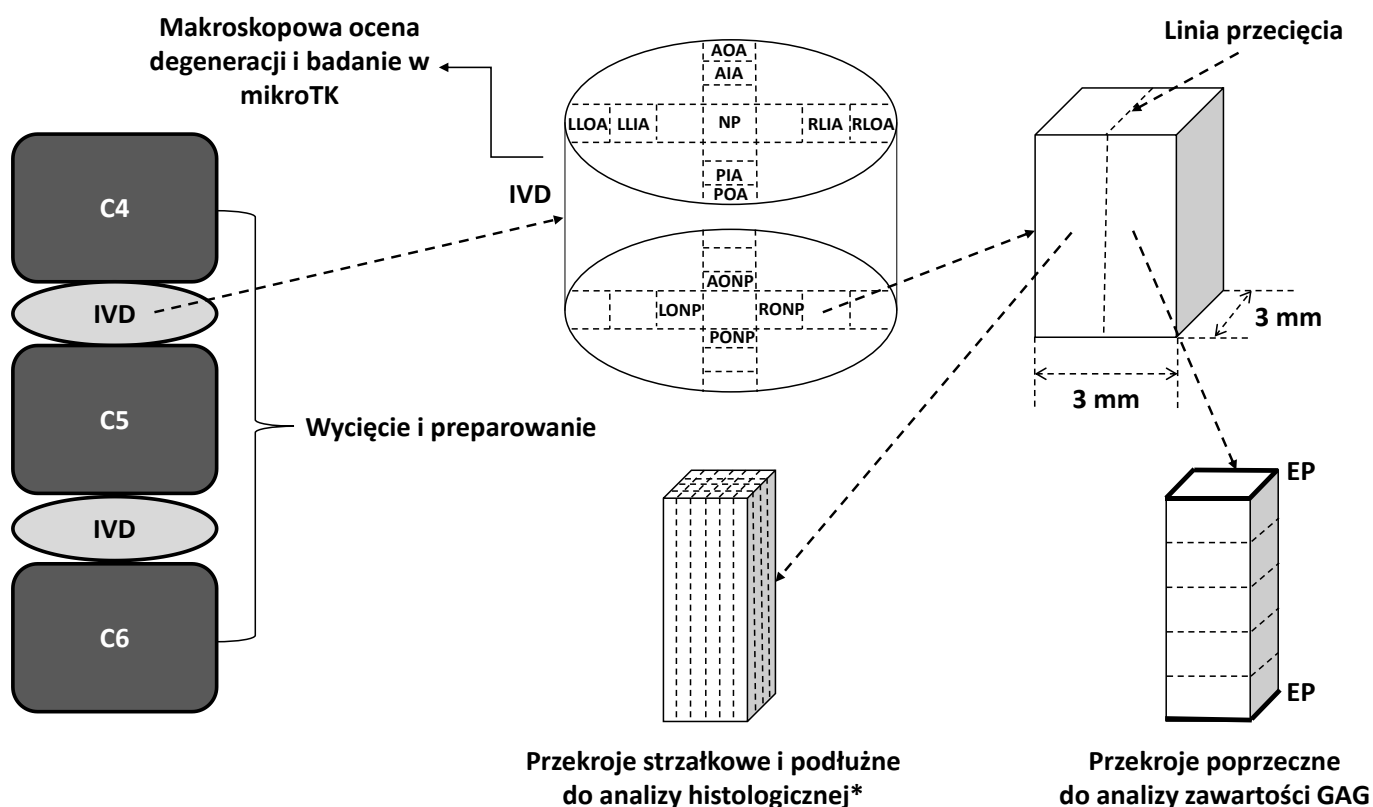 Makroskopowa ocena
degeneracji i badanie w
mikroTK
C4
IVD
C5
IVD
C6
Wycięcie i preparowanie
IVD
AOA
AIA
LLOA LLIA NP RLIA RLOA
PIA
POA
AONP
LONP RONP
PONP
Linia przecięcia
3 mm
3 mm
EP
EP
Przekroje strzałkowe i podłużne
do analizy histologicznej*
Przekroje poprzeczne
do analizy zawartości GAG